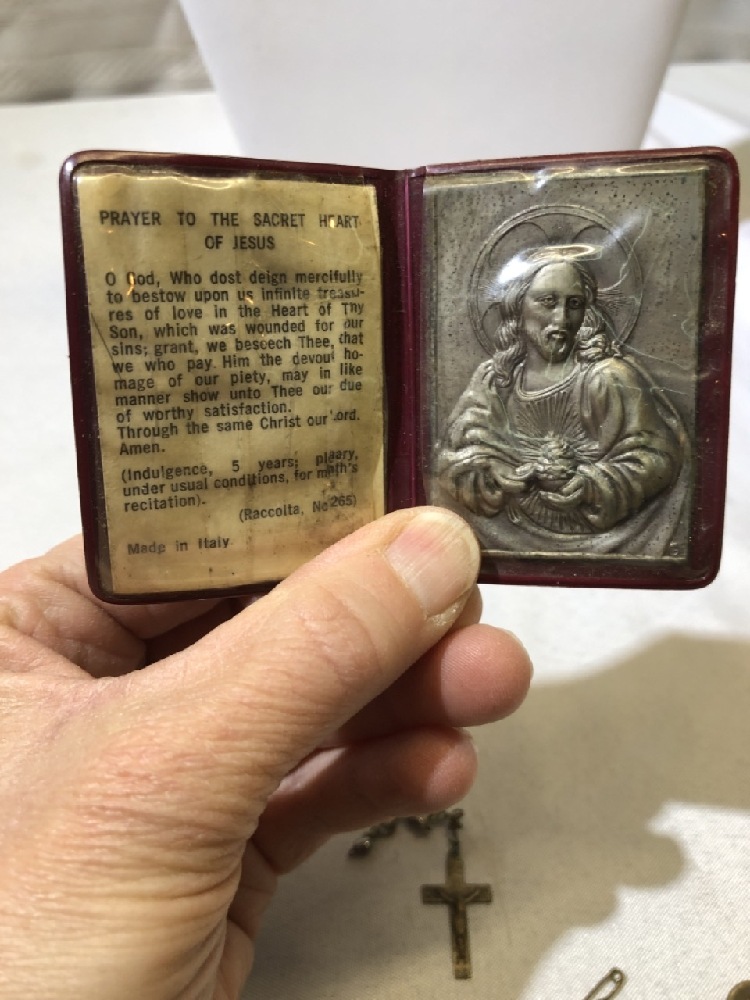 PRAYER TO THE SACRET HEART
OF JESUS
O God, Who dost deign mercifully
to bestow upon us infinite treasu-
res of love in the Heart of Thy
Son, which was wounded for our
sins; grant, we beseech Thee, that
we who pay Him the devout ho-
mage of our piety, may in like
manner show unto Thee our due
of worthy satisfaction.
Through the same Christ our Lord.
Amen.
(Indulgence, 5 years; plenary,
under usual conditions, for month's
recitation).
(Raccolta, No 265)
Made in Italy